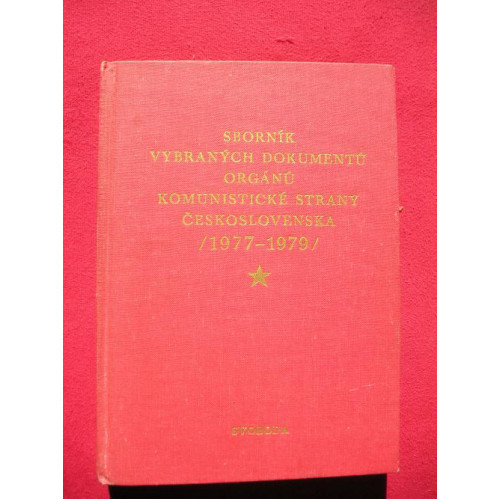 SBORNÍK
VYBRANÝCH DOKUMENTŮ
ORGÁNŮ
KOMUNISTICKÉ STRANY
ČESKOSLOVENSKA
/1977–1979/
SVOBODA